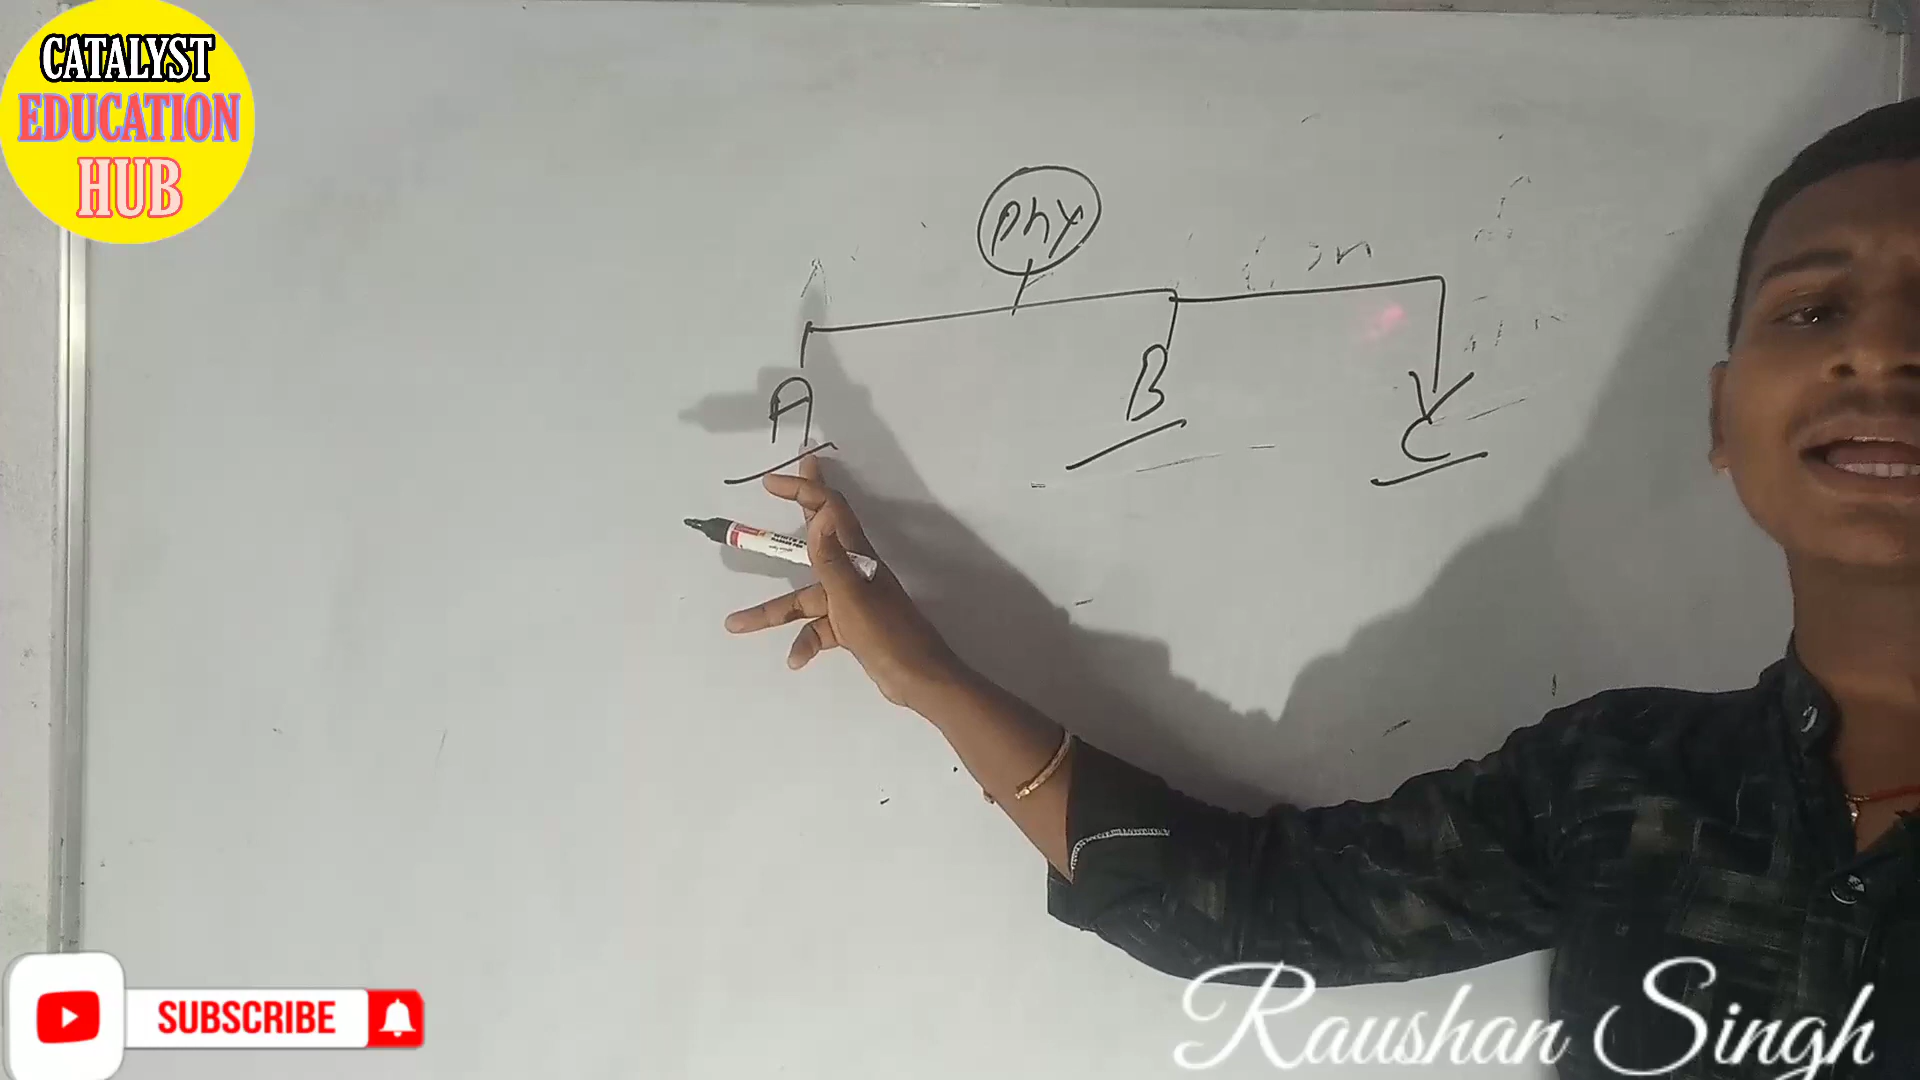 CATALYST
EDUCATION
HUB
Phy
A B C
SUBSCRIBE
Raushan Singh